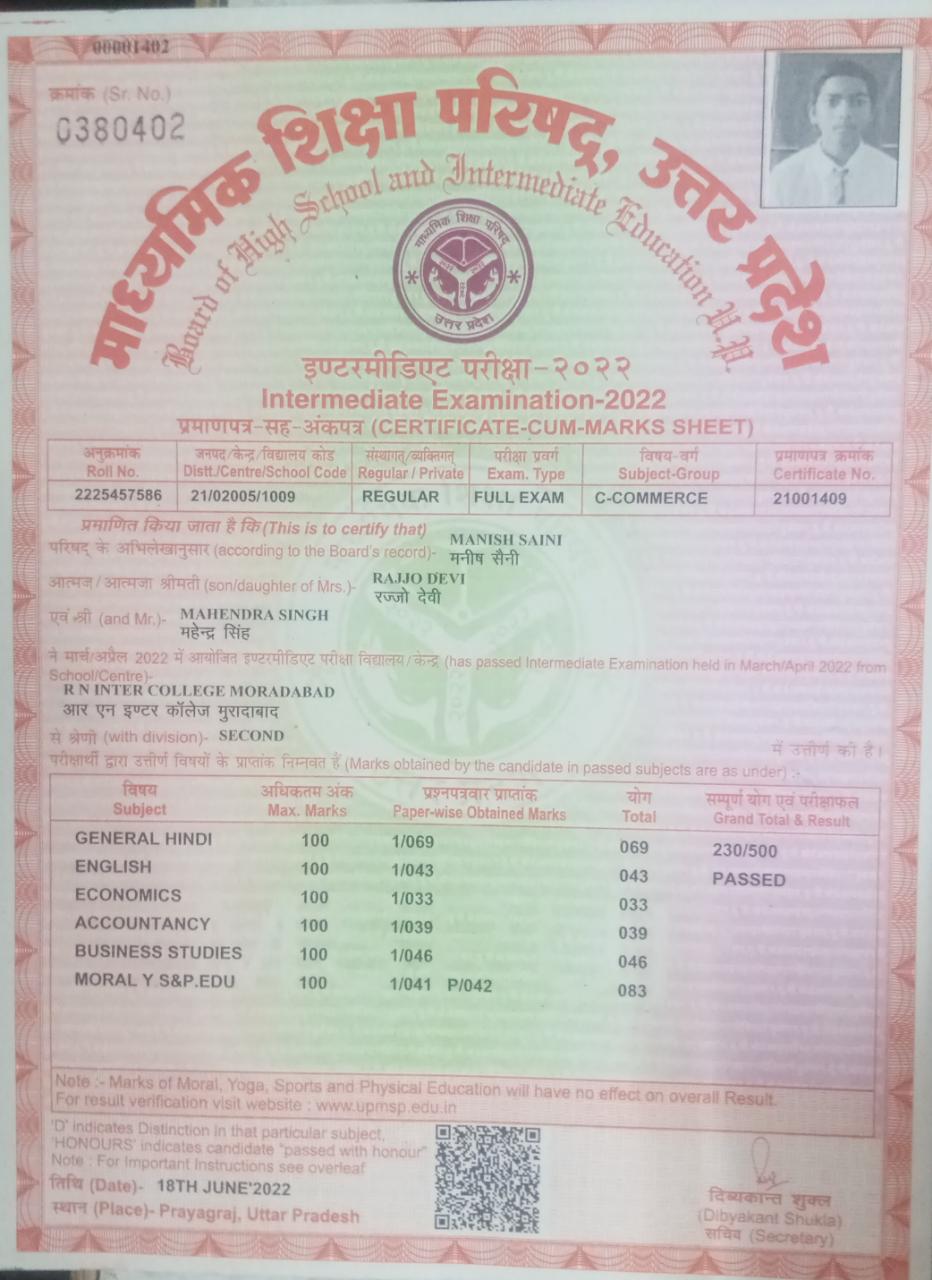 00001402
क्रमांक (Sr. No.)
0380402
माध्यमिक शिक्षा परिषद्, उत्तर प्रदेश
Board of High School and Intermediate Education U.P.
माध्यमिक शिक्षा परिषद्
उत्तर प्रदेश
इण्टरमीडिएट परीक्षा-२०२२
Intermediate Examination-2022
प्रमाणपत्र-सह-अंकपत्र (CERTIFICATE-CUM-MARKS SHEET)
अनुक्रमांक जनपद/केन्द्र/विद्यालय कोड संस्थागत/व्यक्तिगत परीक्षा प्रवर्ग विषय-वर्ग प्रमाणपत्र क्रमांक
Roll No. Distt./Centre/School Code Regular / Private Exam. Type Subject-Group Certificate No.
2225457586 21/02005/1009 REGULAR FULL EXAM C-COMMERCE 21001409
प्रमाणित किया जाता है कि (This is to certify that)
परिषद् के अभिलेखानुसार (according to the Board's record)- MANISH SAINI
मनीष सैनी
आत्मज/आत्मजा श्रीमती (son/daughter of Mrs.)- RAJJO DEVI
रज्जो देवी
एवं श्री (and Mr.)- MAHENDRA SINGH
महेन्द्र सिंह
ने मार्च/अप्रैल 2022 में आयोजित इण्टरमीडिएट परीक्षा विद्यालय/केन्द्र (has passed Intermediate Examination held in March/April 2022 from
School/Centre)-
R N INTER COLLEGE MORADABAD
आर एन इण्टर कॉलेज मुरादाबाद
से श्रेणी (with division)- SECOND में उत्तीर्ण की है।
परीक्षार्थी द्वारा उत्तीर्ण विषयों के प्राप्तांक निम्नवत हैं (Marks obtained by the candidate in passed subjects are as under) :-
विषय अधिकतम अंक प्रश्नपत्रवार प्राप्तांक योग सम्पूर्ण योग एवं परीक्षाफल
Subject Max. Marks Paper-wise Obtained Marks Total Grand Total & Result
GENERAL HINDI 100 1/069 069 230/500
ENGLISH 100 1/043 043 PASSED
ECONOMICS 100 1/033 033
ACCOUNTANCY 100 1/039 039
BUSINESS STUDIES 100 1/046 046
MORAL Y S&P.EDU 100 1/041 P/042 083
Note :- Marks of Moral, Yoga, Sports and Physical Education will have no effect on overall Result.
For result verification visit website : www.upmsp.edu.in
'D' indicates Distinction in that particular subject,
'HONOURS' indicates candidate "passed with honour"
Note : For Important Instructions see overleaf
तिथि (Date)- 18TH JUNE'2022
स्थान (Place)- Prayagraj, Uttar Pradesh
दिब्यकान्त शुक्ल
(Dibyakant Shukla)
सचिव (Secretary)